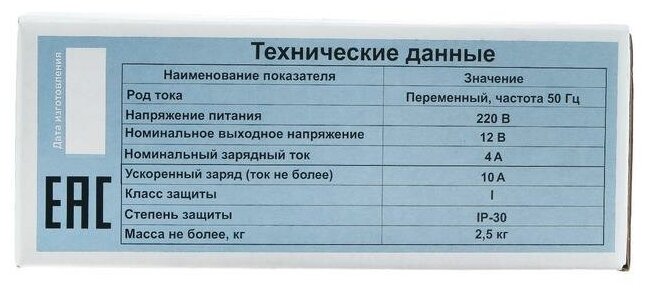 Технические данные
Наименование показателя Значение
Род тока Переменный, частота 50 Гц
Напряжение питания 220 В
Номинальное выходное напряжение 12 В
Номинальный зарядный ток 4 А
Ускоренный заряд (ток не более) 10 А
Класс защиты I
Степень защиты IP-30
Масса не более, кг 2,5 кг
Дата изготовления
EAC